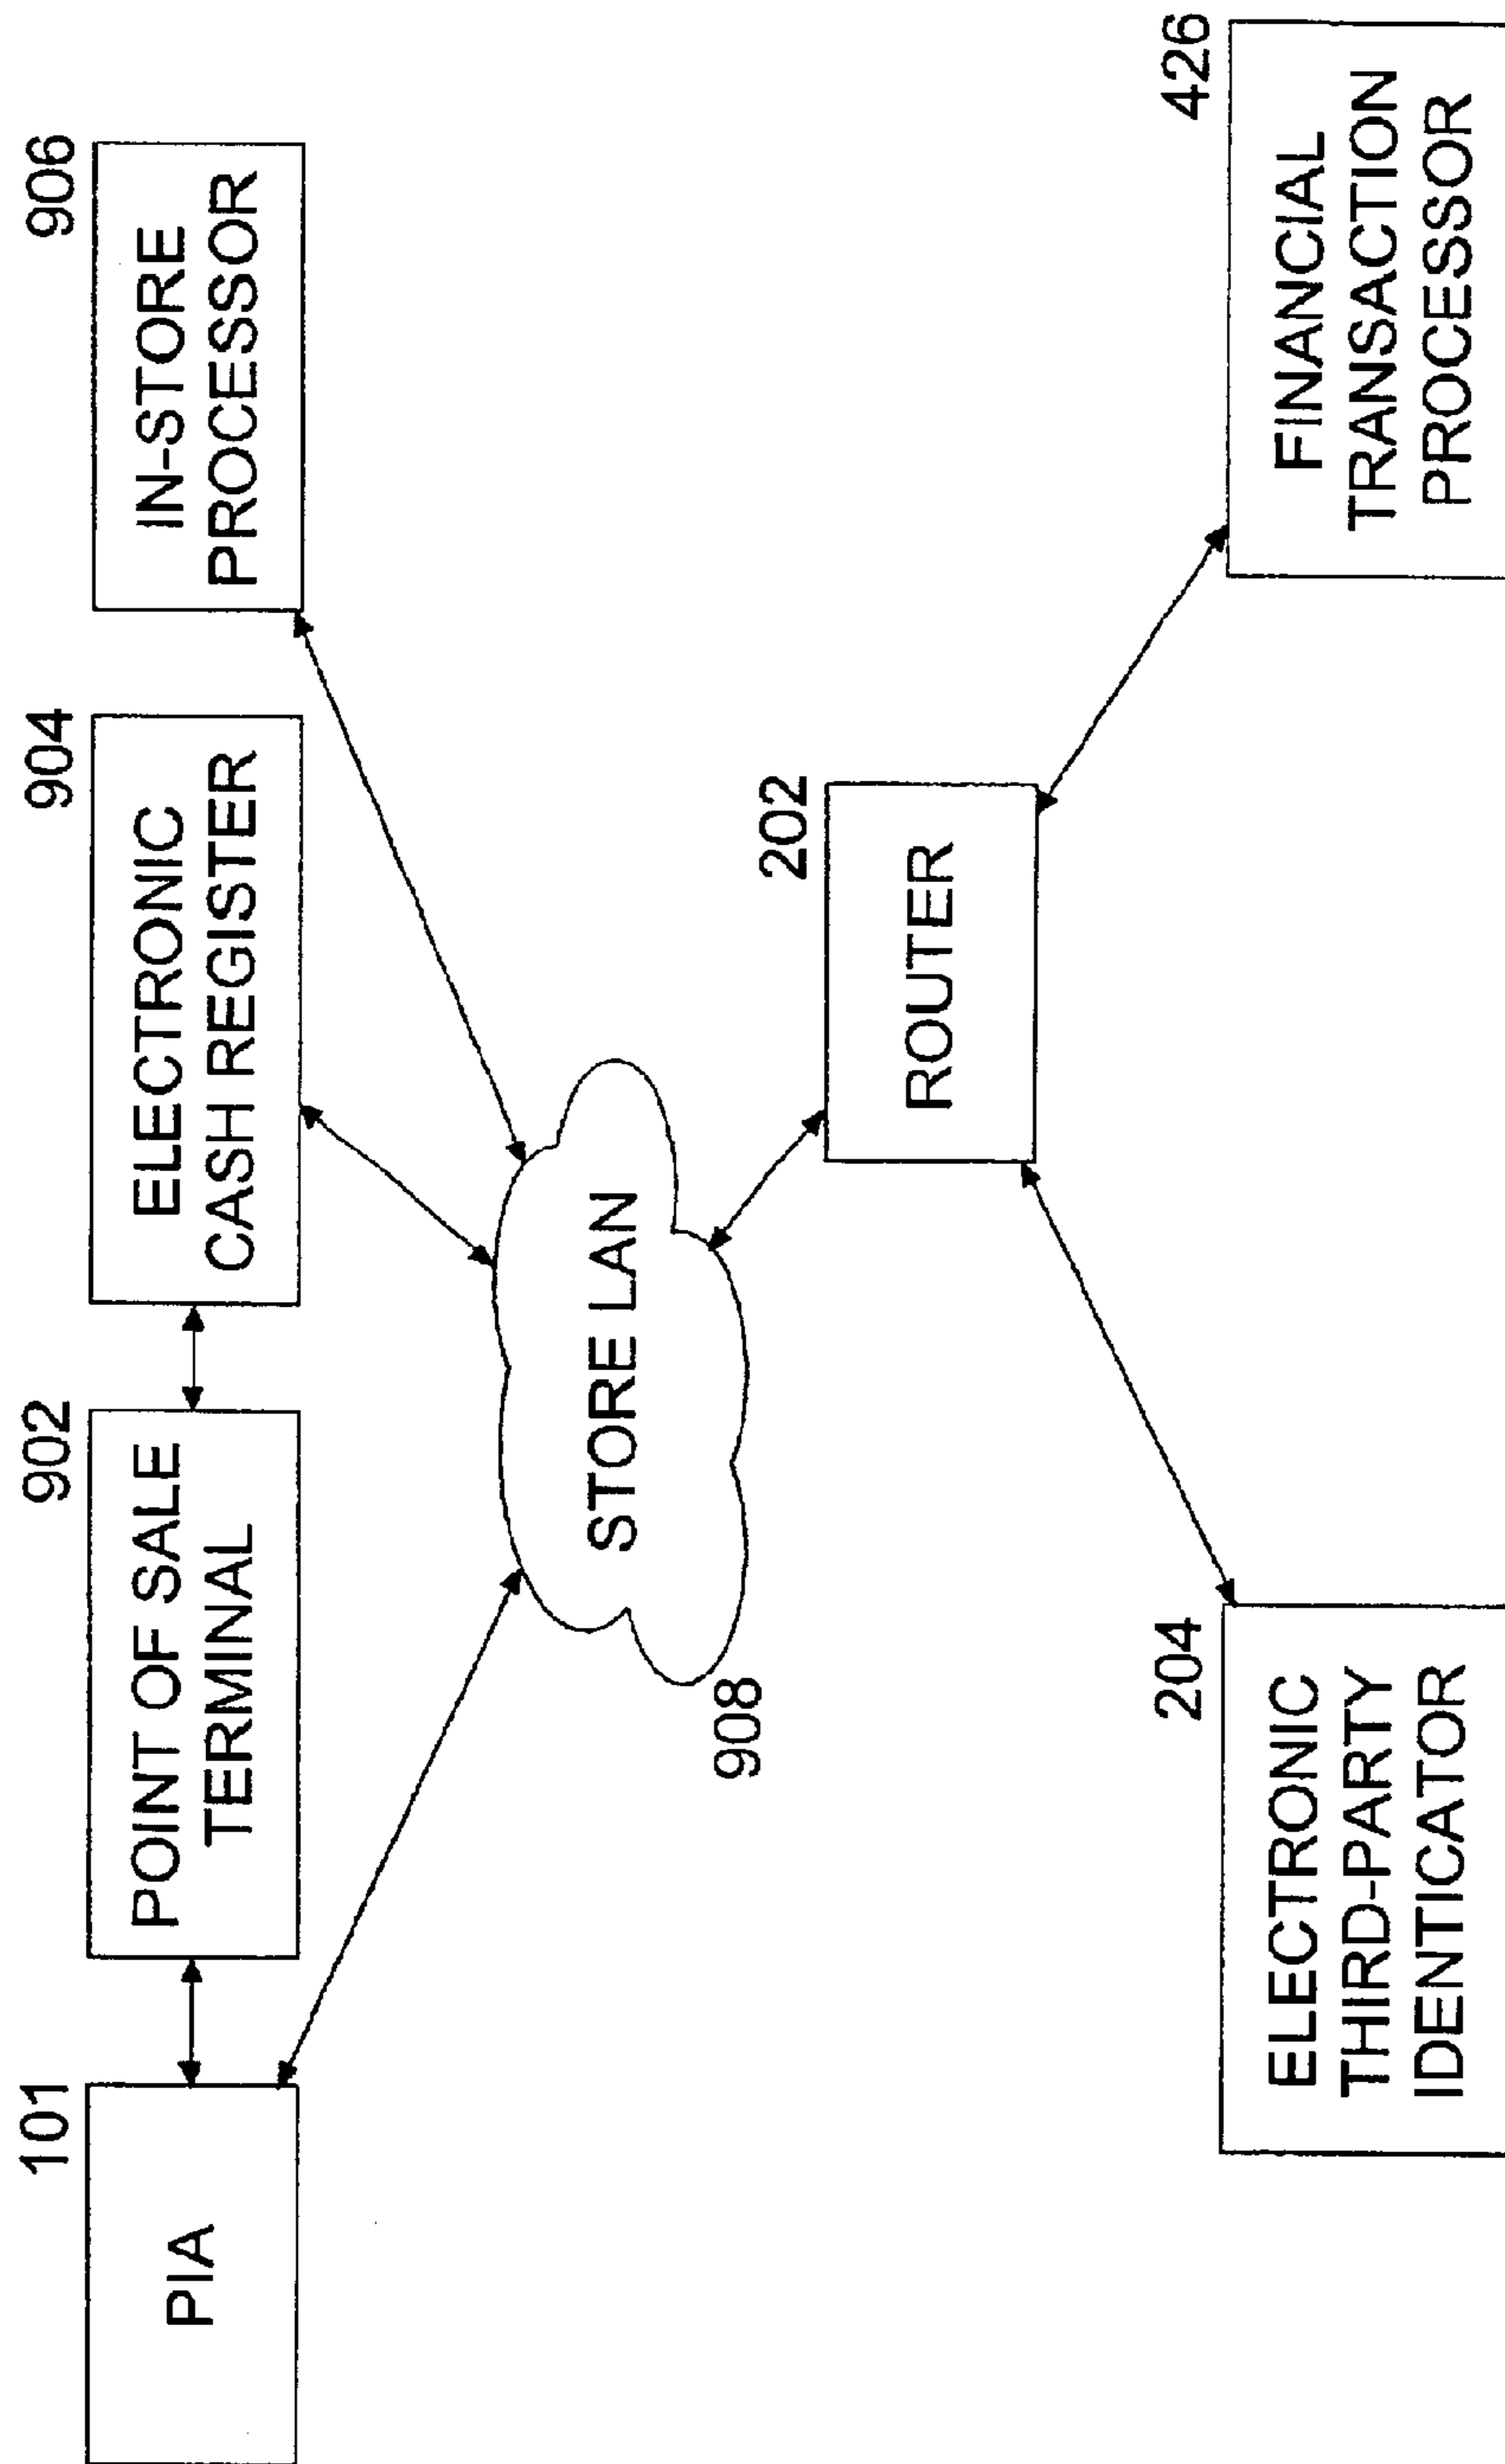 101
PIA
902
POINT OF SALE
TERMINAL
904
ELECTRONIC
CASH REGISTER
906
IN-STORE
PROCESSOR
STORE LAN
908
202
ROUTER
204
ELECTRONIC
THIRD-PARTY
IDENTICATOR
426
FINANCIAL
TRANSACTION
PROCESSOR